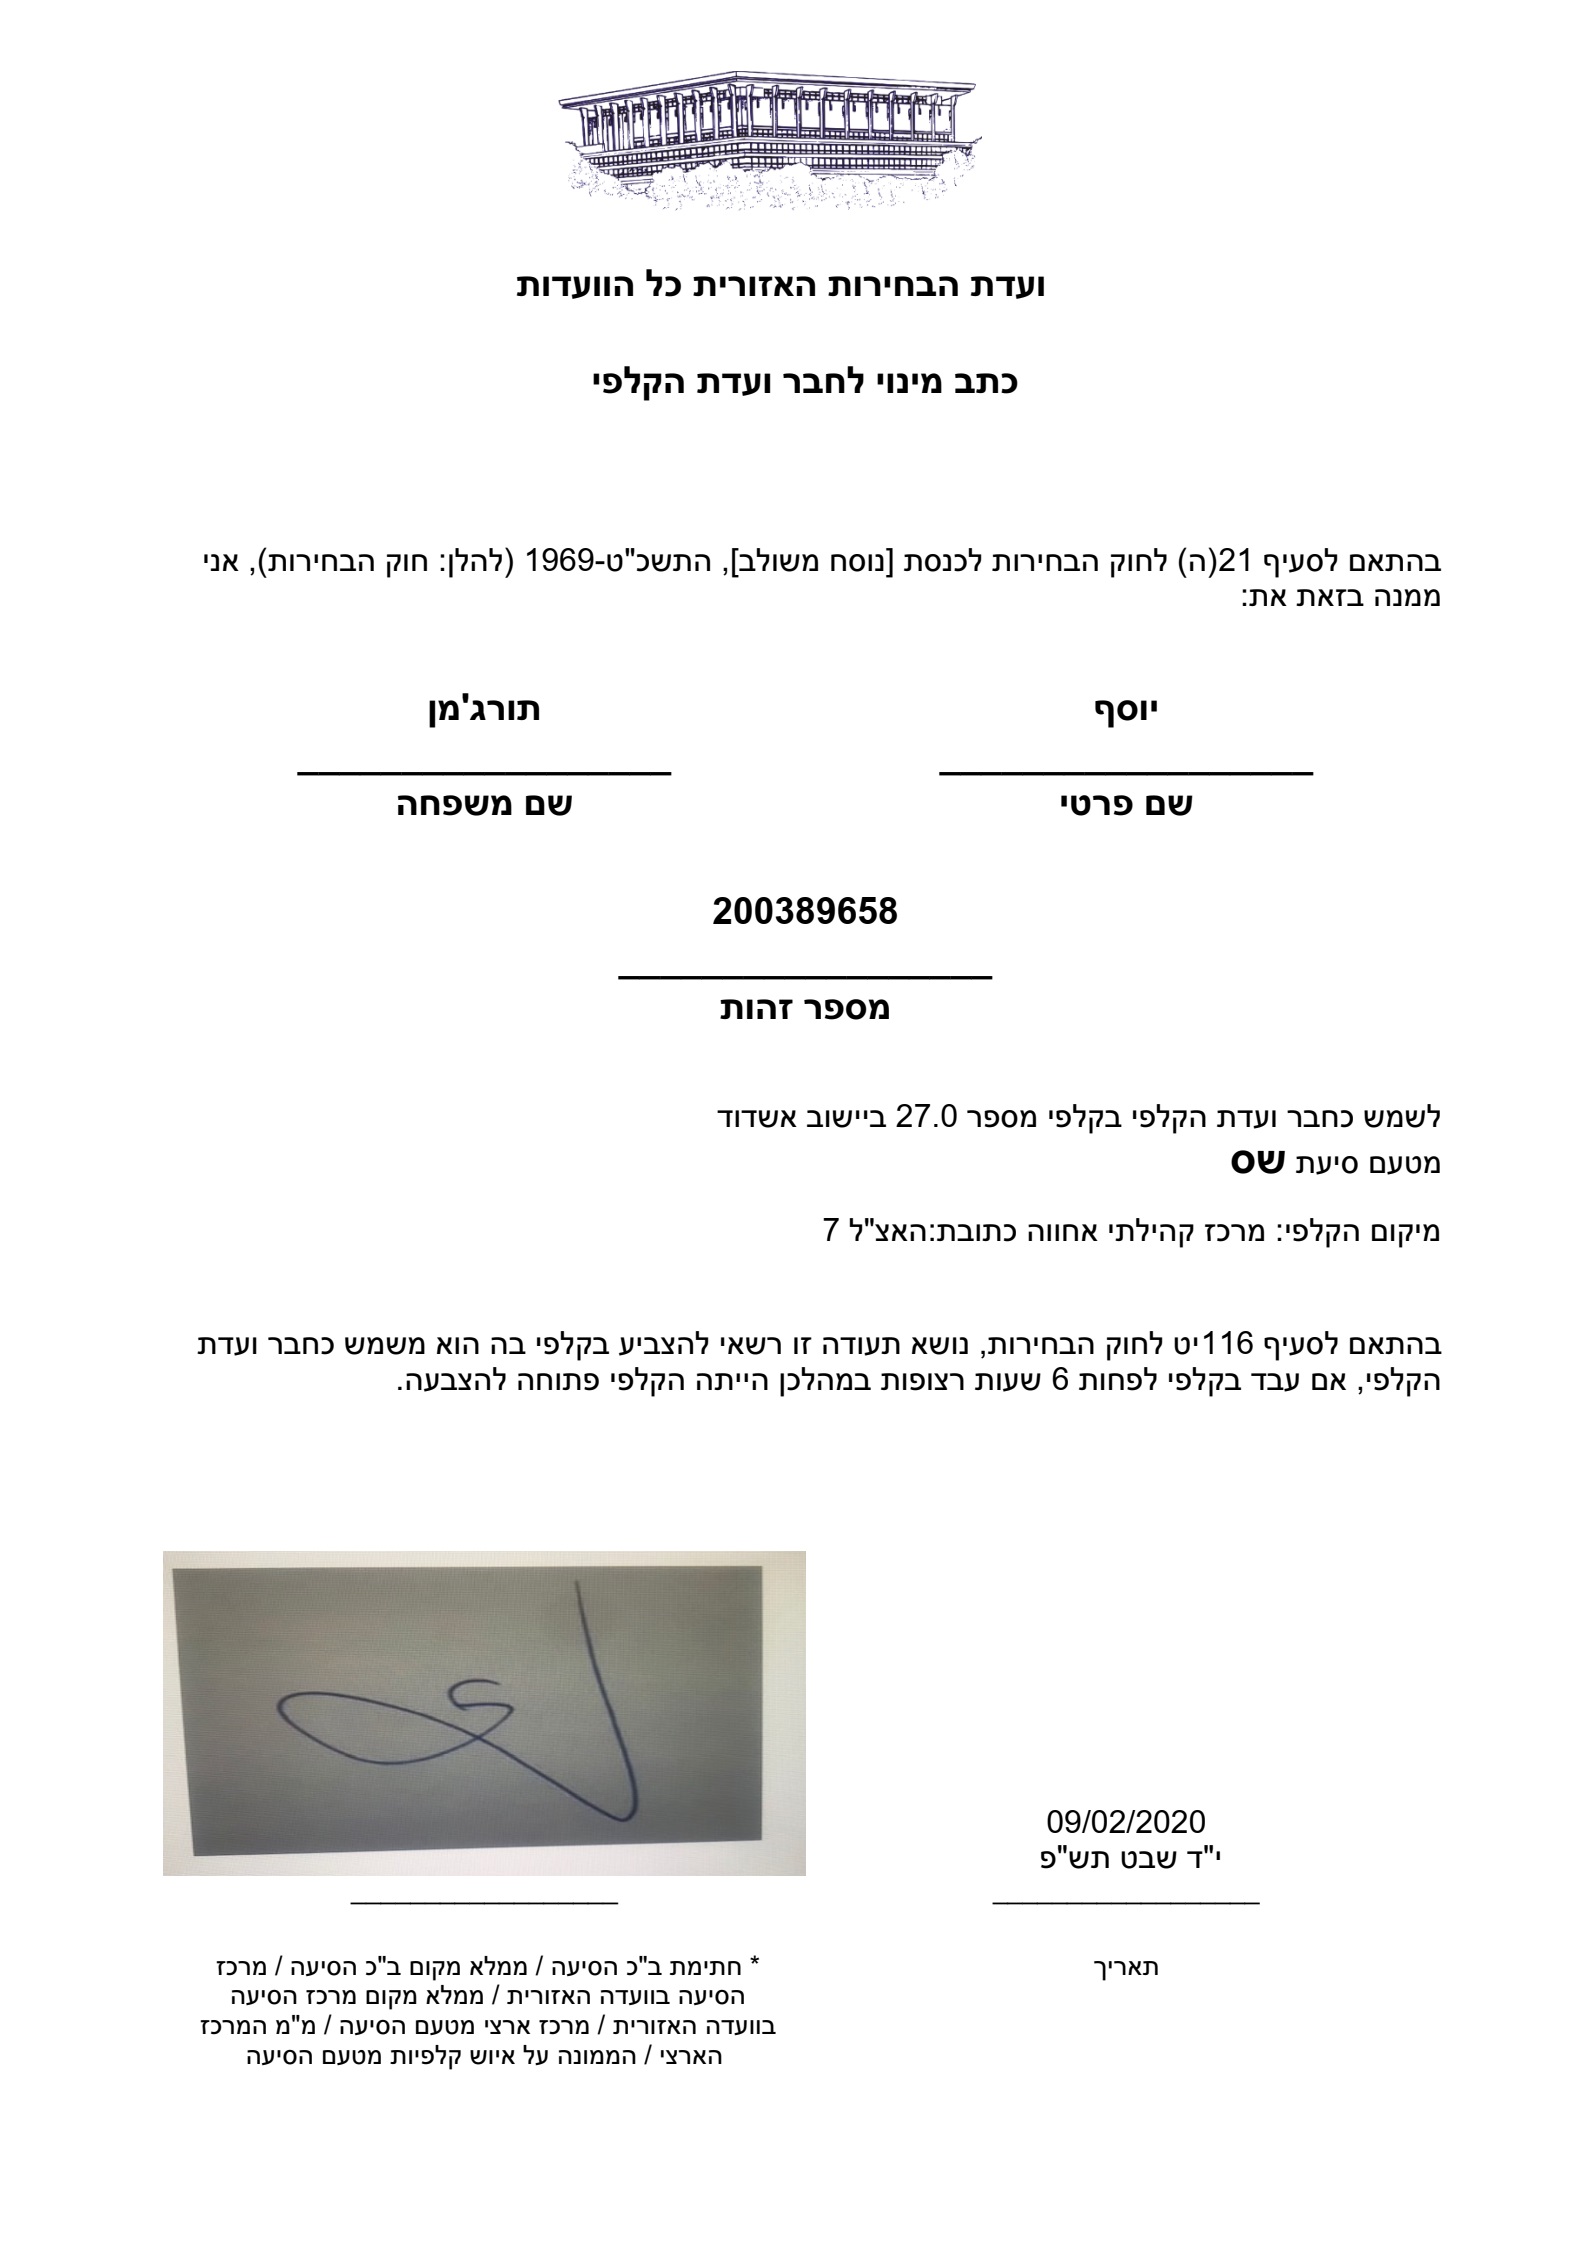 ועדת הבחירות האזורית כל הוועדות
כתב מינוי לחבר ועדת הקלפי
בהתאם לסעיף 21(ה) לחוק הבחירות לכנסת [נוסח משולב], התשכ"ט-1969 (להלן: חוק הבחירות), אני
ממנה בזאת את:
יוסף תורג'מן
שם פרטי שם משפחה
200389658
מספר זהות
לשמש כחבר ועדת הקלפי בקלפי מספר 27.0 ביישוב אשדוד
מטעם סיעת שס
מיקום הקלפי: מרכז קהילתי אחווה כתובת:האצ"ל 7
בהתאם לסעיף 116יט לחוק הבחירות, נושא תעודה זו רשאי להצביע בקלפי בה הוא משמש כחבר ועדת
הקלפי, אם עבד בקלפי לפחות 6 שעות רצופות במהלכן הייתה הקלפי פתוחה להצבעה.
09/02/2020
י"ד שבט תש"פ
תאריך
* חתימת ב"כ הסיעה / ממלא מקום ב"כ הסיעה / מרכז
הסיעה בוועדה האזורית / ממלא מקום מרכז הסיעה
בוועדה האזורית / מרכז ארצי מטעם הסיעה / מ"מ המרכז
הארצי / הממונה על איוש קלפיות מטעם הסיעה